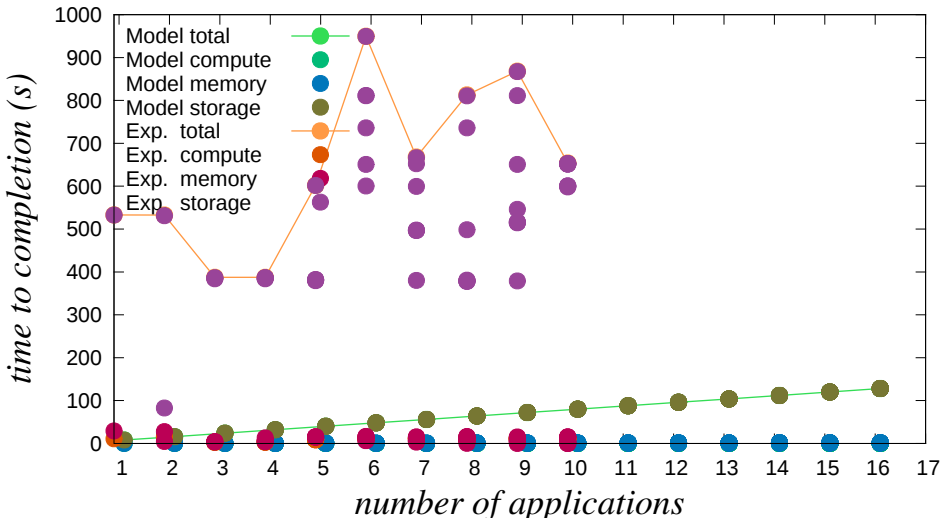 1000
900
800
700
600
500
400
300
200
100
0
time to completion (s)
Model total
Model compute
Model memory
Model storage
Exp.  total
Exp.  compute
Exp.  memory
Exp.  storage
1 2 3 4 5 6 7 8 9 10 11 12 13 14 15 16 17
number of applications